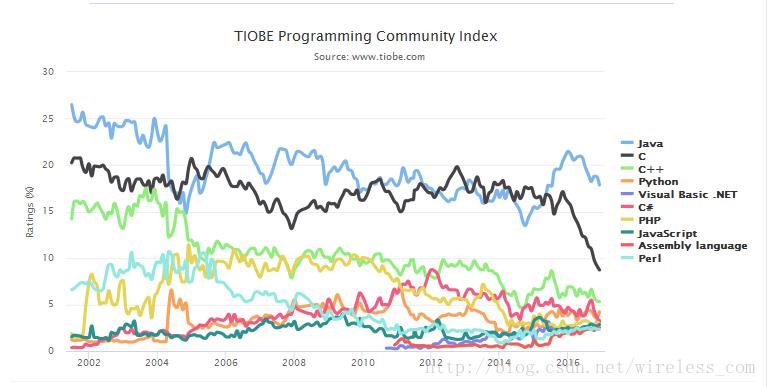 TIOBE Programming Community Index
Source: www.tiobe.com
Ratings (%)
30
25
20
15
10
5
0
2002
2004
2006
2008
2010
2012
2014
2016
Java
C
C++
Python
Visual Basic .NET
C#
PHP
JavaScript
Assembly language
Perl
http://blog.csdn.net/wireless_com